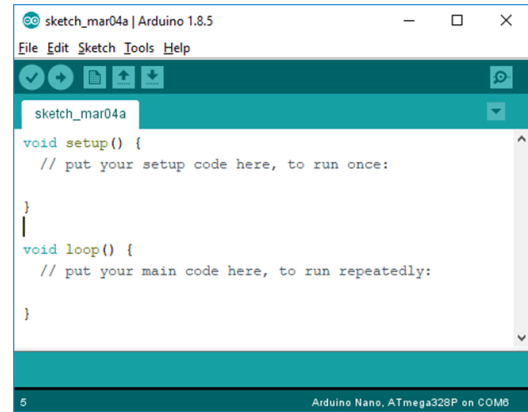 sketch_mar04a | Arduino 1.8.5
File Edit Sketch Tools Help
sketch_mar04a
void setup() {
  // put your setup code here, to run once:
}
void loop() {
  // put your main code here, to run repeatedly:
}
5 Arduino Nano, ATmega328P on COM6